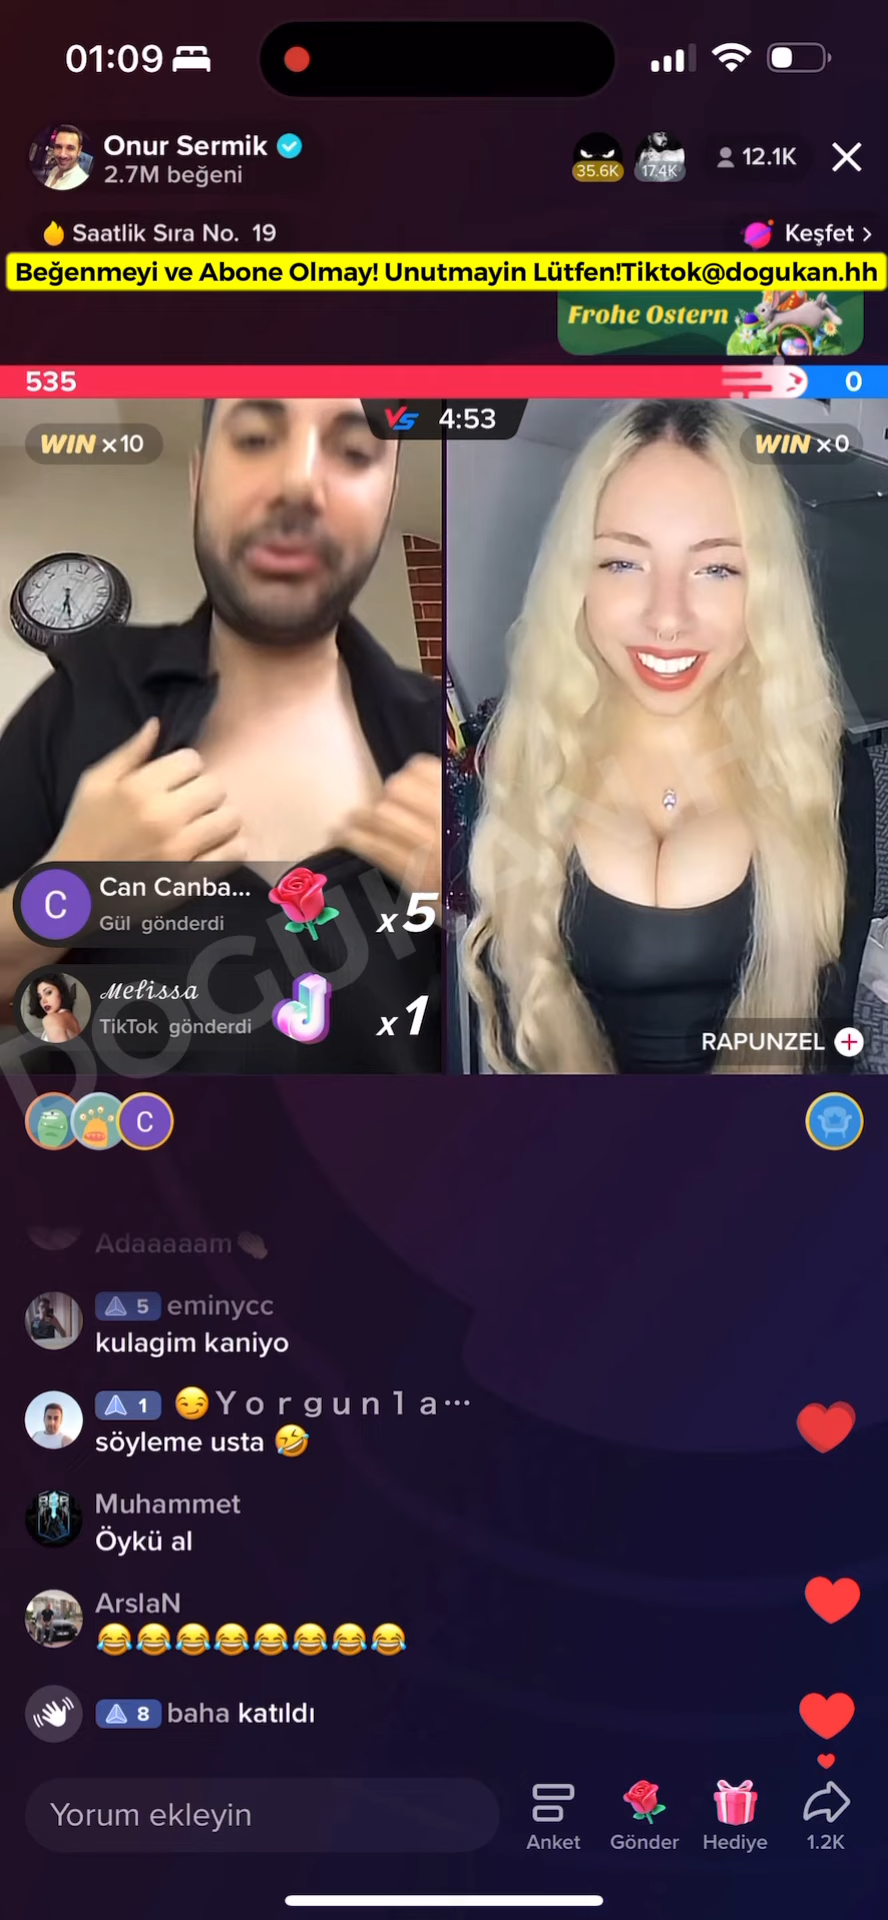 01:09
Onur Sermik
2.7M beğeni
35.6K
17.4K
12.1K
Saatlik Sıra No. 19
Keşfet >
Beğenmeyi ve Abone Olmay! Unutmayin Lütfen!Tiktok@dogukan.hh
Frohe Ostern
535
0
VS 4:53
WIN x10
WIN x0
Can Canba...
Gül gönderdi
x5
Melissa
TikTok gönderdi
x1
DOGUKAN.HH
RAPUNZEL
C
Adaaaaam
5 eminycc
kulagim kaniyo
1 Yorgunla...
söyleme usta
Muhammet
Öykü al
ArslaN
8 baha katıldı
Yorum ekleyin
Anket
Gönder
Hediye
1.2K